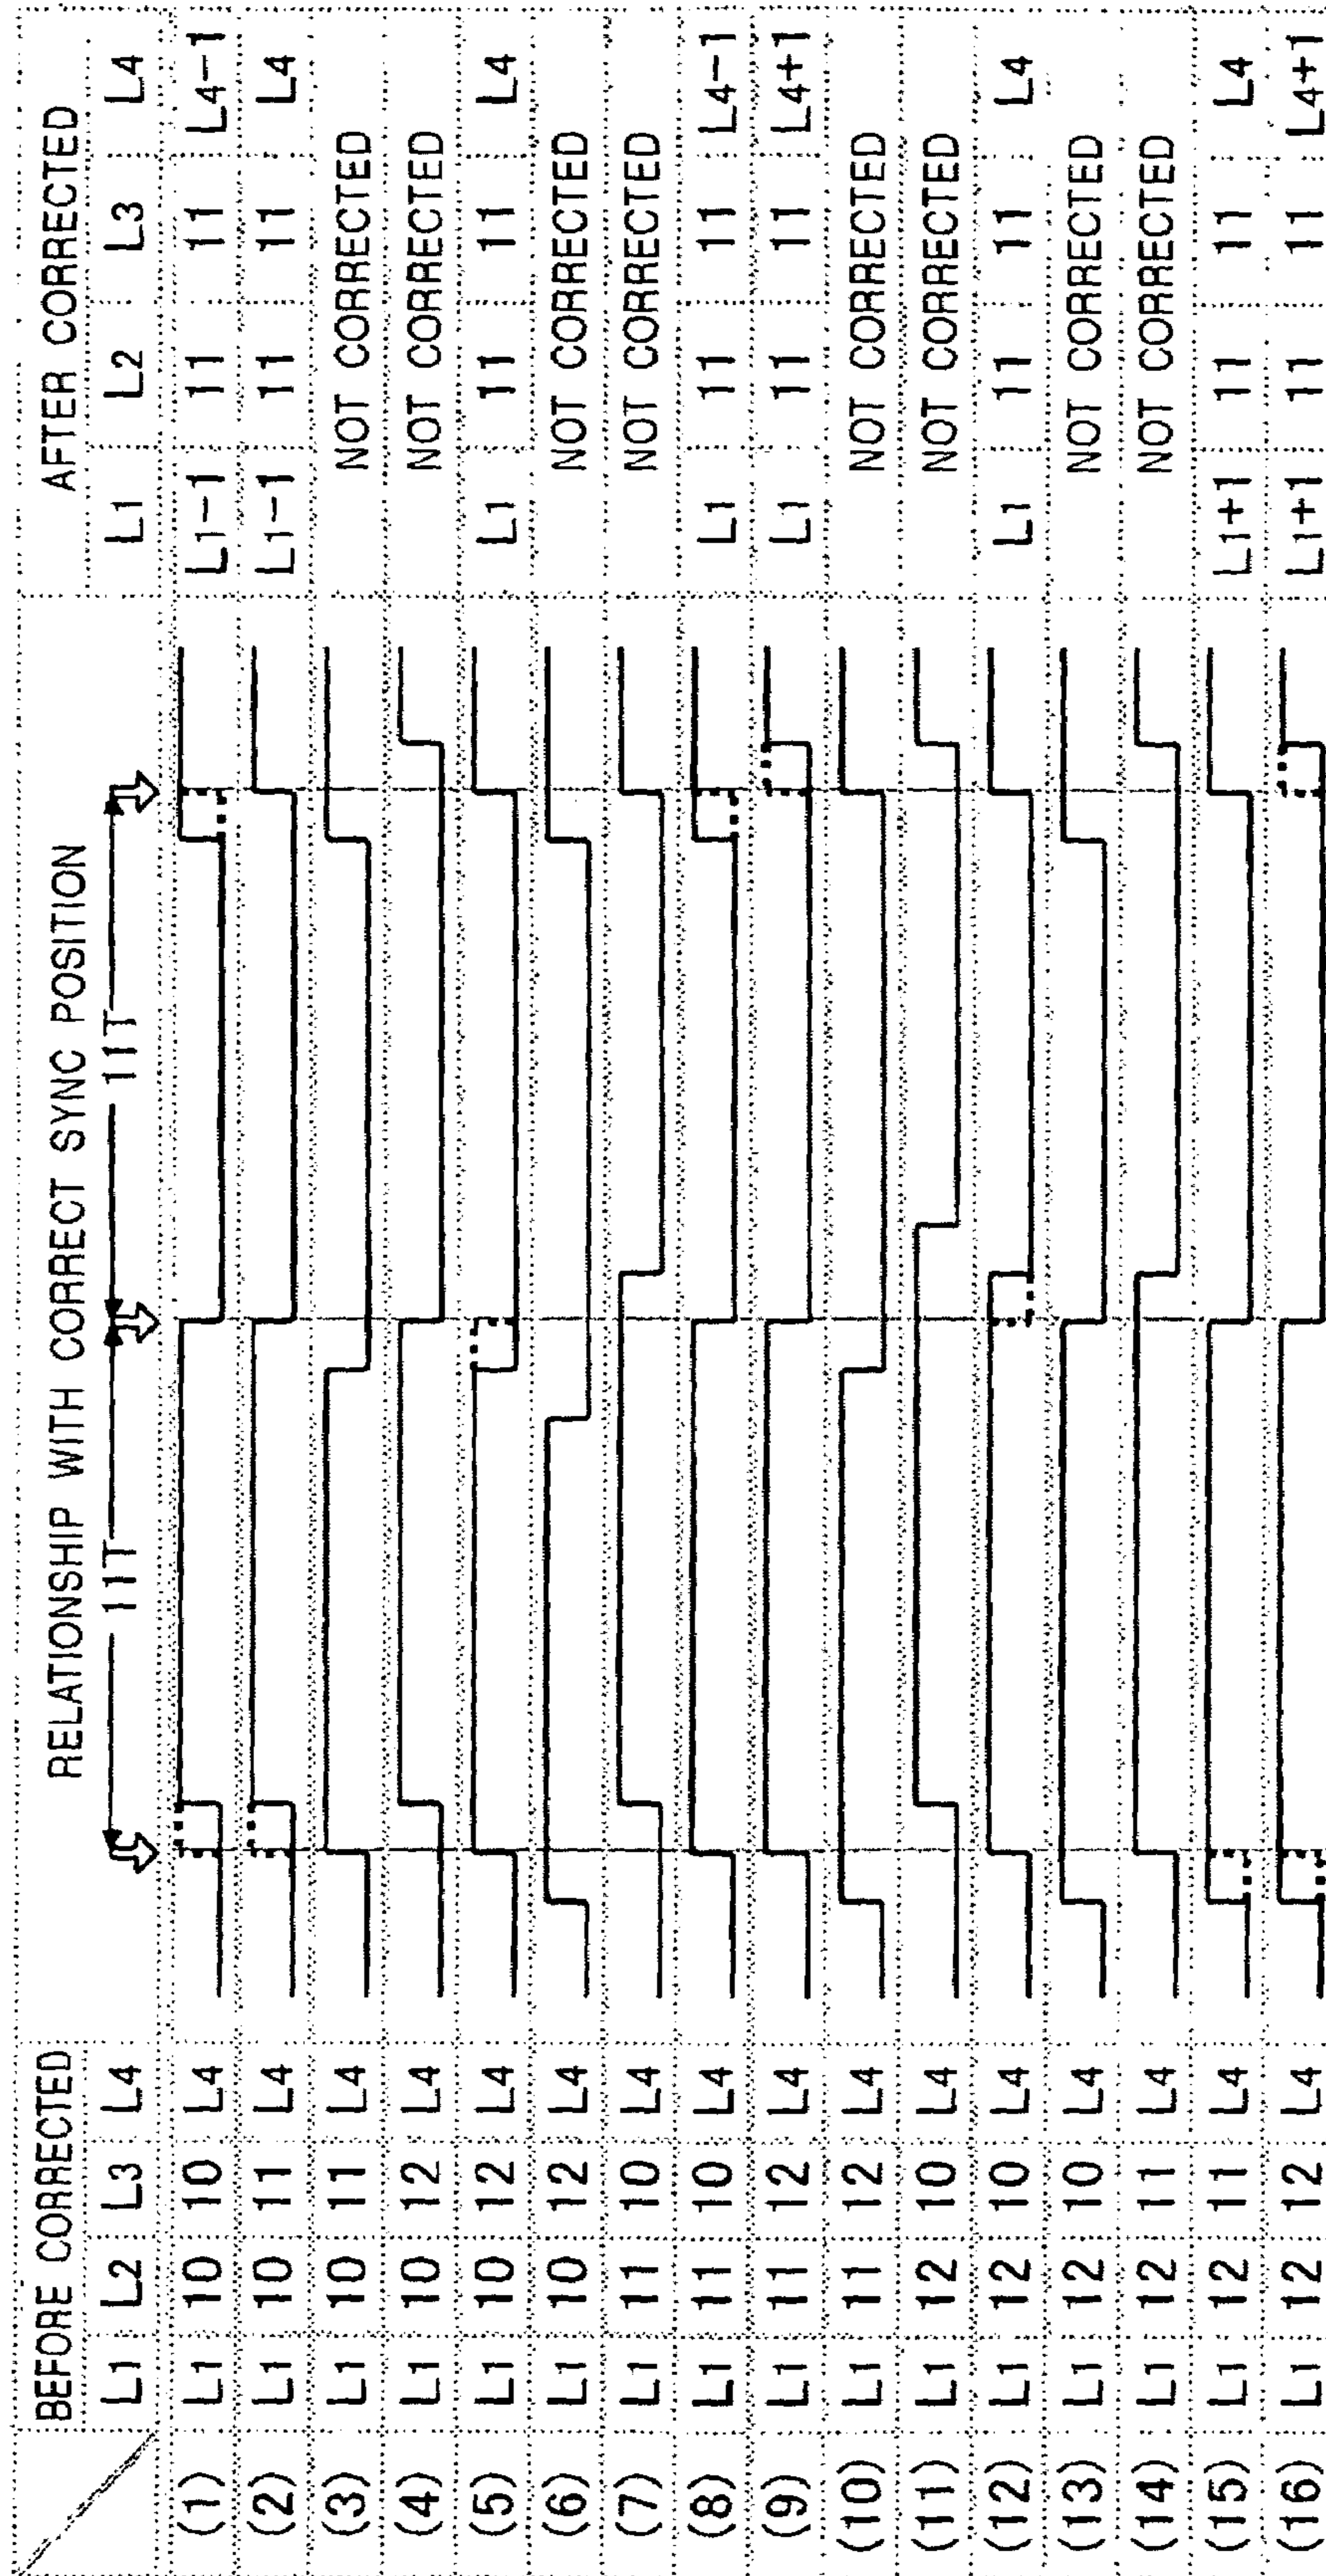 BEFORE CORRECTED RELATIONSHIP WITH CORRECT SYNC POSITION AFTER CORRECTED
L1 L2 L3 L4 11T 11T L1 L2 L3 L4
(1) L1 10 10 L4 L1-1 11 11 L4-1
(2) L1 10 11 L4 L1-1 11 11 L4
(3) L1 10 11 L4 NOT CORRECTED
(4) L1 10 12 L4 NOT CORRECTED
(5) L1 10 12 L4 L1 11 11 L4
(6) L1 10 12 L4 NOT CORRECTED
(7) L1 11 10 L4 NOT CORRECTED
(8) L1 11 10 L4 L1 11 11 L4-1
(9) L1 11 12 L4 L1 11 11 L4+1
(10) L1 11 12 L4 NOT CORRECTED
(11) L1 12 10 L4 NOT CORRECTED
(12) L1 12 10 L4 L1 11 11 L4
(13) L1 12 10 L4 NOT CORRECTED
(14) L1 12 11 L4 NOT CORRECTED
(15) L1 12 11 L4 L1+1 11 11 L4
(16) L1 12 12 L4 L1+1 11 11 L4+1